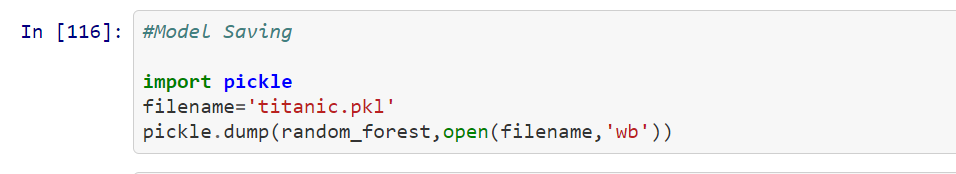 In [116]: #Model Saving
import pickle
filename='titanic.pkl'
pickle.dump(random_forest,open(filename,'wb'))